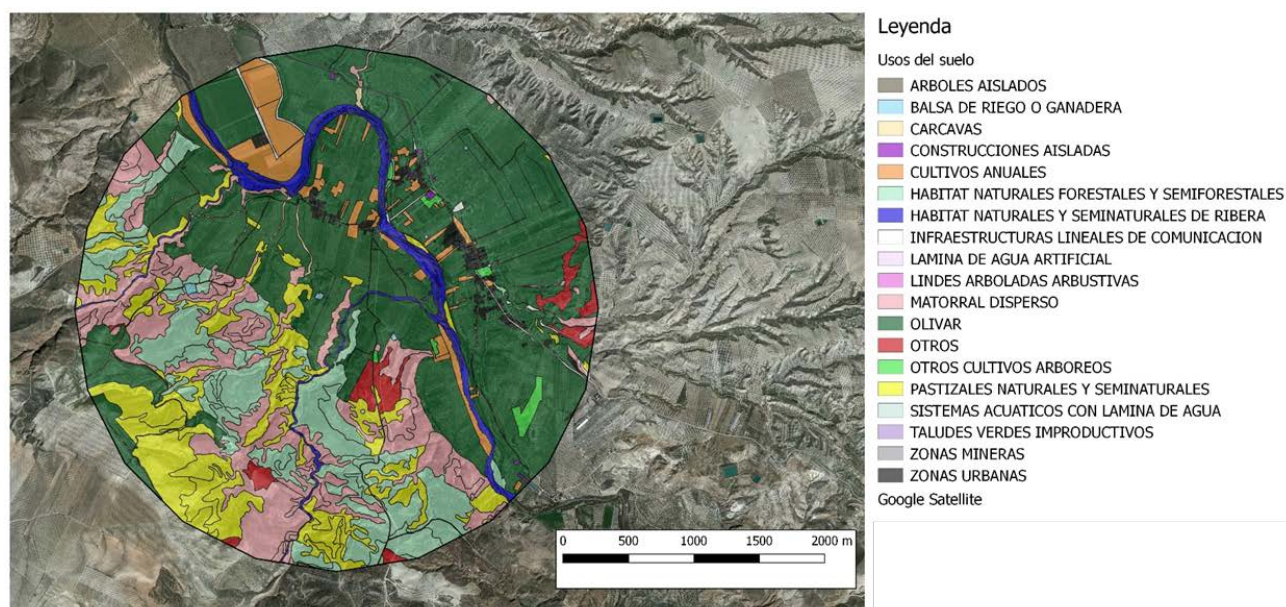 Leyenda
Usos del suelo
ARBOLES AISLADOS
BALSA DE RIEGO O GANADERA
CARCAVAS
CONSTRUCCIONES AISLADAS
CULTIVOS ANUALES
HABITAT NATURALES FORESTALES Y SEMIFORESTALES
HABITAT NATURALES Y SEMINATURALES DE RIBERA
INFRAESTRUCTURAS LINEALES DE COMUNICACION
LAMINA DE AGUA ARTIFICIAL
LINDES ARBOLADAS ARBUSTIVAS
MATORRAL DISPERSO
OLIVAR
OTROS
OTROS CULTIVOS ARBOREOS
PASTIZALES NATURALES Y SEMINATURALES
SISTEMAS ACUATICOS CON LAMINA DE AGUA
TALUDES VERDES IMPRODUCTIVOS
ZONAS MINERAS
ZONAS URBANAS
Google Satellite
0 500 1000 1500 2000 m